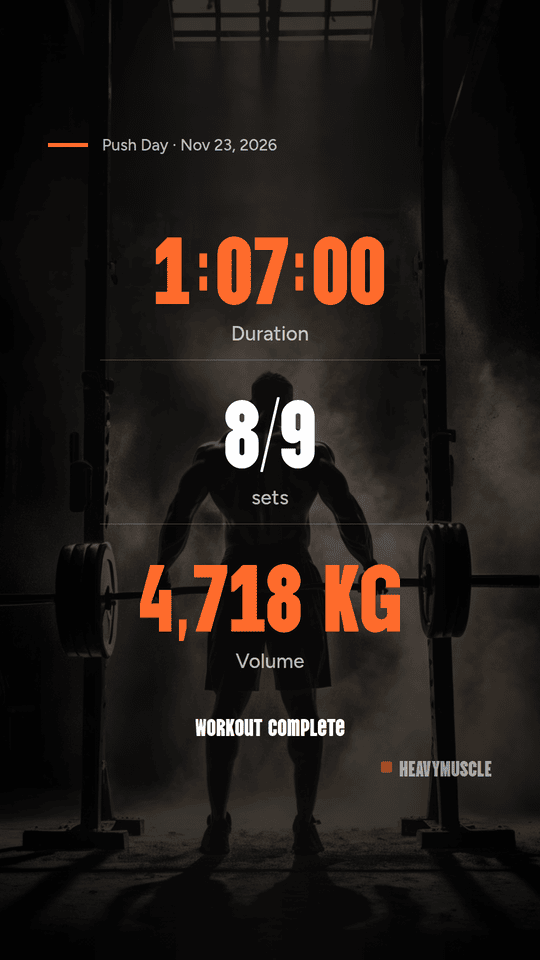 Push Day · Nov 23, 2026
1:07:00
Duration
8/9
sets
4,718 KG
Volume
WORKOUT COMPLETE
HEAVYMUSCLE